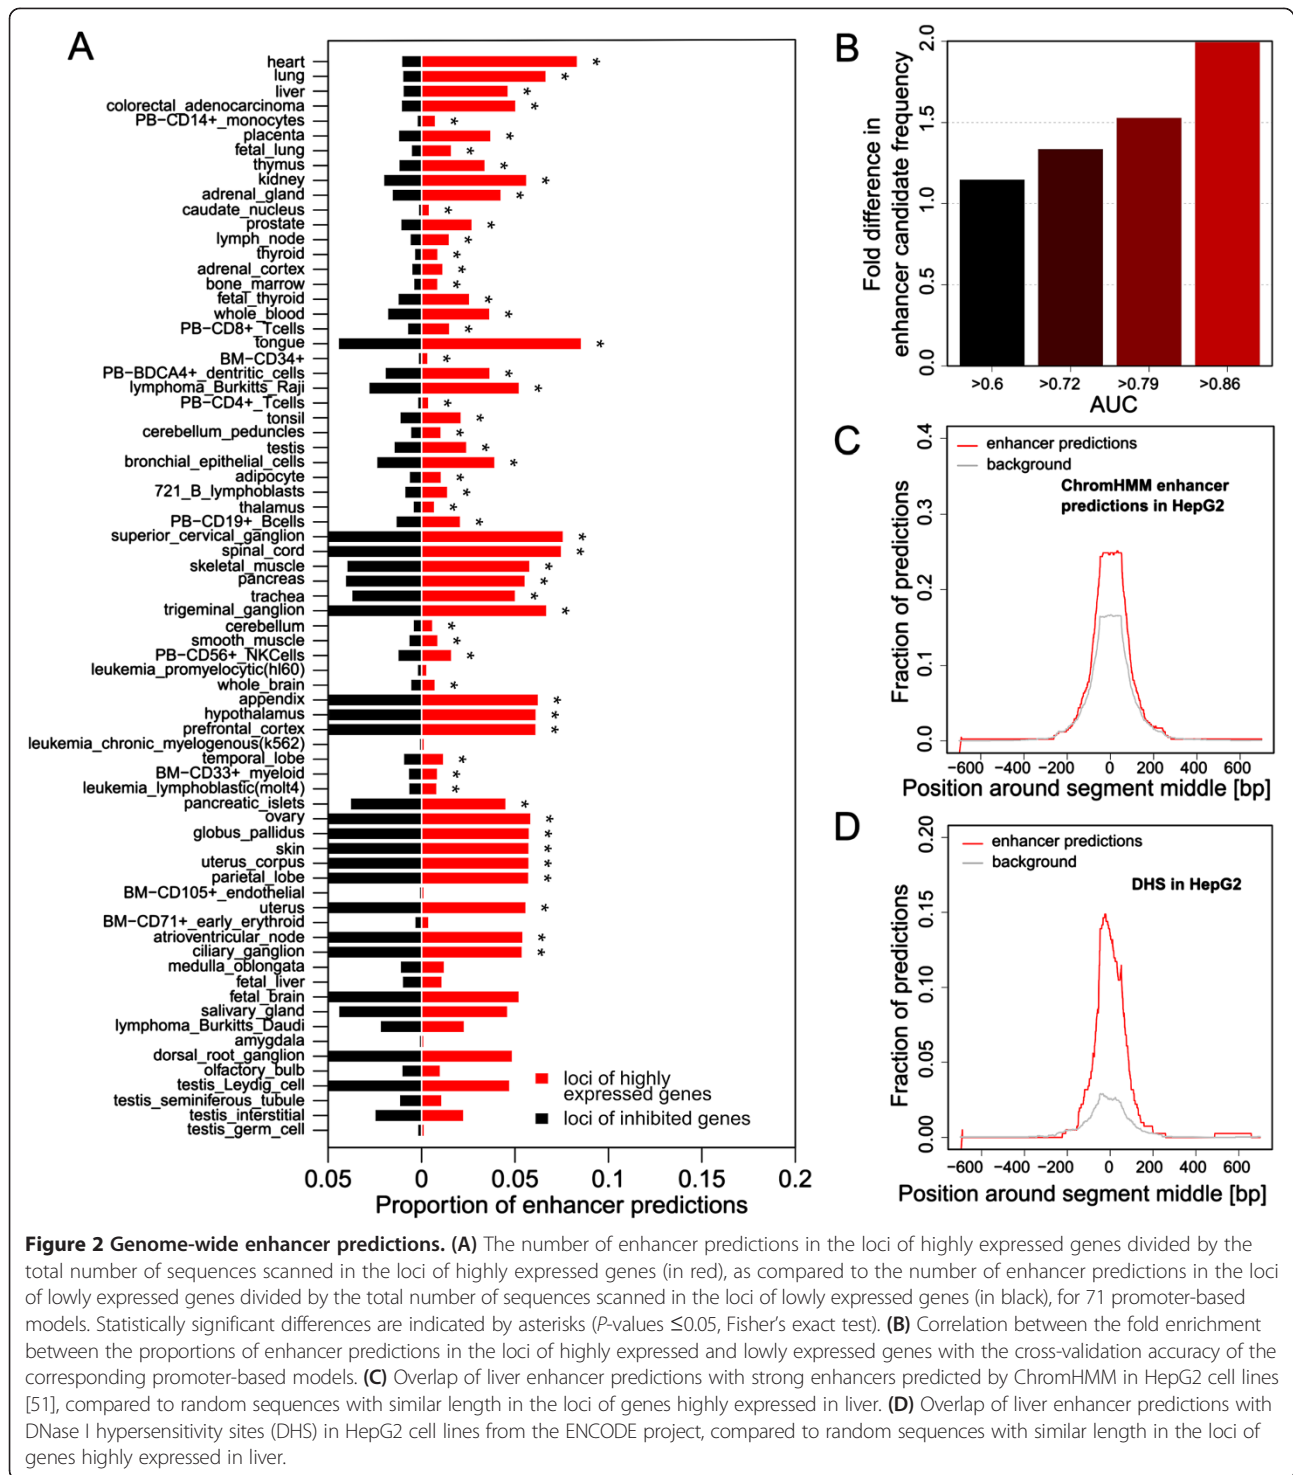 A
heart *
lung *
liver *
colorectal_adenocarcinoma *
PB-CD14+_monocytes *
placenta *
fetal_lung *
thymus *
kidney *
adrenal_gland *
caudate_nucleus *
prostate *
lymph_node *
thyroid *
adrenal_cortex *
bone_marrow *
fetal_thyroid *
whole_blood *
PB-CD8+_Tcells *
tongue *
BM-CD34+ *
PB-BDCA4+_dentritic_cells *
lymphoma_Burkitts_Raji *
PB-CD4+_Tcells *
tonsil *
cerebellum_peduncles *
testis *
bronchial_epithelial_cells *
adipocyte *
721_B_lymphoblasts *
thalamus *
PB-CD19+_Bcells *
superior_cervical_ganglion *
spinal_cord *
skeletal_muscle *
pancreas *
trachea *
trigeminal_ganglion *
cerebellum *
smooth_muscle *
PB-CD56+_NKCells *
leukemia_promyelocytic(hl60)
whole_brain *
appendix *
hypothalamus *
prefrontal_cortex *
leukemia_chronic_myelogenous(k562)
temporal_lobe *
BM-CD33+_myeloid *
leukemia_lymphoblastic(molt4) *
pancreatic_islets *
ovary *
globus_pallidus *
skin *
uterus_corpus *
parietal_lobe *
BM-CD105+_endothelial
uterus *
BM-CD71+_early_erythroid
atrioventricular_node *
ciliary_ganglion *
medulla_oblongata
fetal_liver
fetal_brain
salivary_gland
lymphoma_Burkitts_Daudi
amygdala
dorsal_root_ganglion
olfactory_bulb
testis_Leydig_cell
testis_seminiferous_tubule
testis_interstitial
testis_germ_cell
loci of highly
expressed genes
loci of inhibited genes
0.05 0 0.05 0.1 0.15 0.2
Proportion of enhancer predictions
B
Fold difference in
enhancer candidate frequency
2.0
1.5
1.0
0.5
0.0
>0.6 >0.72 >0.79 >0.86
AUC
C
Fraction of predictions
0.4
0.3
0.2
0.1
0.0
enhancer predictions
background
ChromHMM enhancer
predictions in HepG2
-600 -400 -200 0 200 400 600
Position around segment middle [bp]
D
Fraction of predictions
0.20
0.15
0.10
0.05
0.00
enhancer predictions
background
DHS in HepG2
-600 -400 -200 0 200 400 600
Position around segment middle [bp]
Figure 2 Genome-wide enhancer predictions. (A) The number of enhancer predictions in the loci of highly expressed genes divided by the
total number of sequences scanned in the loci of highly expressed genes (in red), as compared to the number of enhancer predictions in the loci
of lowly expressed genes divided by the total number of sequences scanned in the loci of lowly expressed genes (in black), for 71 promoter-based
models. Statistically significant differences are indicated by asterisks (P-values ≤0.05, Fisher's exact test). (B) Correlation between the fold enrichment
between the proportions of enhancer predictions in the loci of highly expressed and lowly expressed genes with the cross-validation accuracy of the
corresponding promoter-based models. (C) Overlap of liver enhancer predictions with strong enhancers predicted by ChromHMM in HepG2 cell lines
[51], compared to random sequences with similar length in the loci of genes highly expressed in liver. (D) Overlap of liver enhancer predictions with
DNase I hypersensitivity sites (DHS) in HepG2 cell lines from the ENCODE project, compared to random sequences with similar length in the loci of
genes highly expressed in liver.